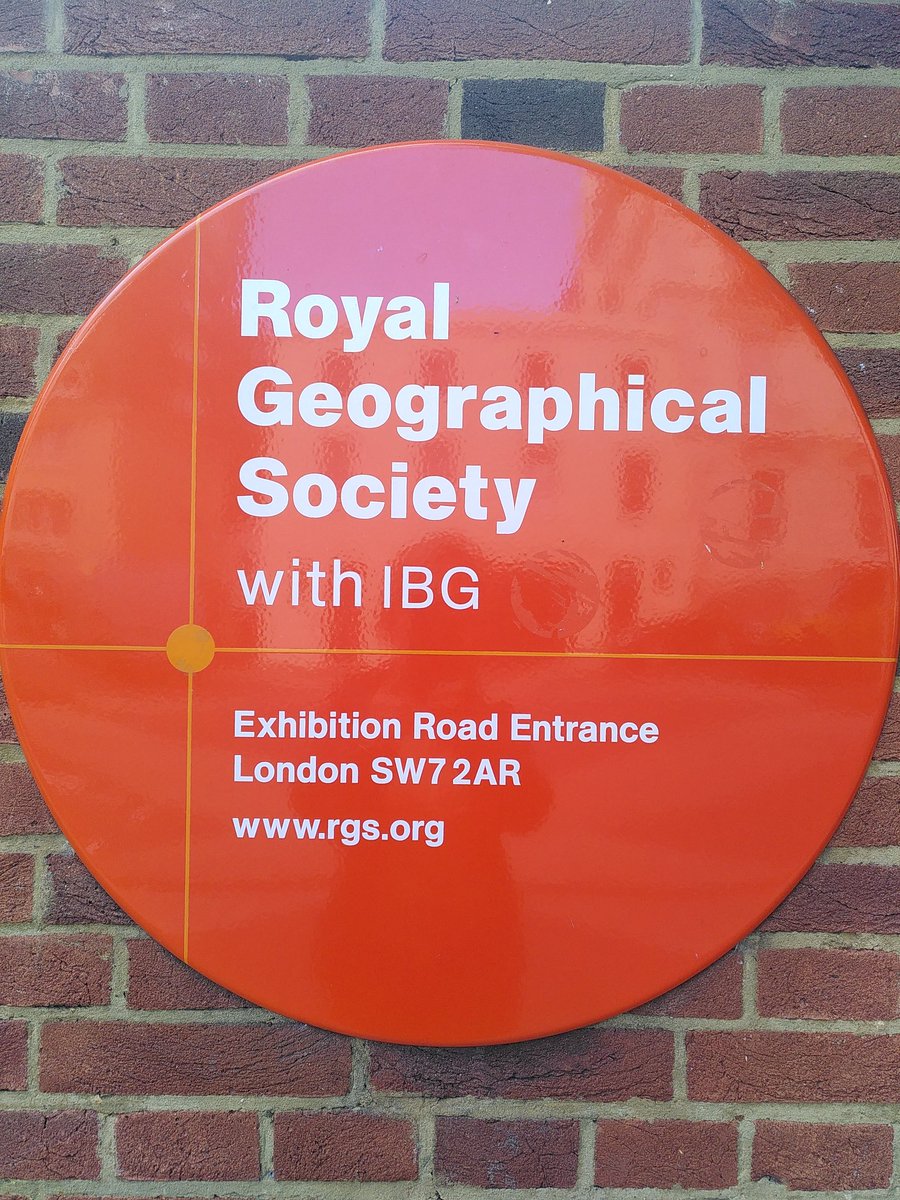 Royal
Geographical
Society
with IBG
Exhibition Road Entrance
London SW7 2AR
www.rgs.org